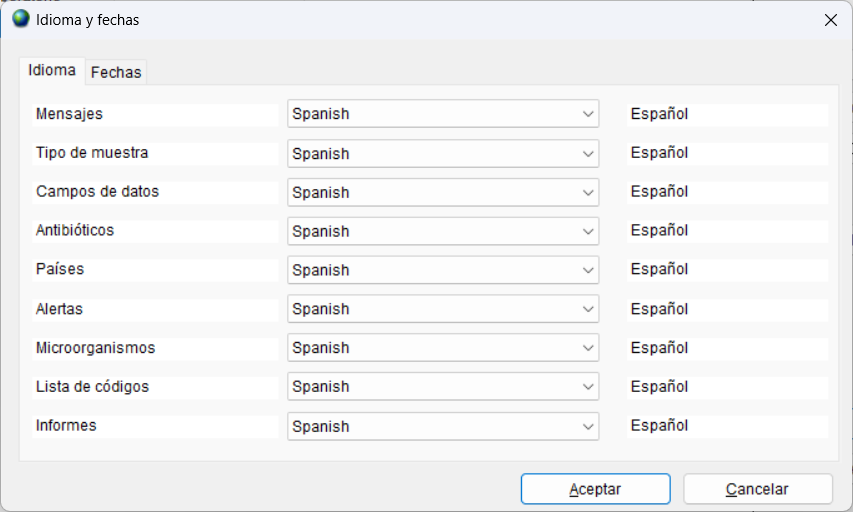 Idioma y fechas
Idioma Fechas
Mensajes Spanish Español
Tipo de muestra Spanish Español
Campos de datos Spanish Español
Antibióticos Spanish Español
Países Spanish Español
Alertas Spanish Español
Microorganismos Spanish Español
Lista de códigos Spanish Español
Informes Spanish Español
Aceptar Cancelar